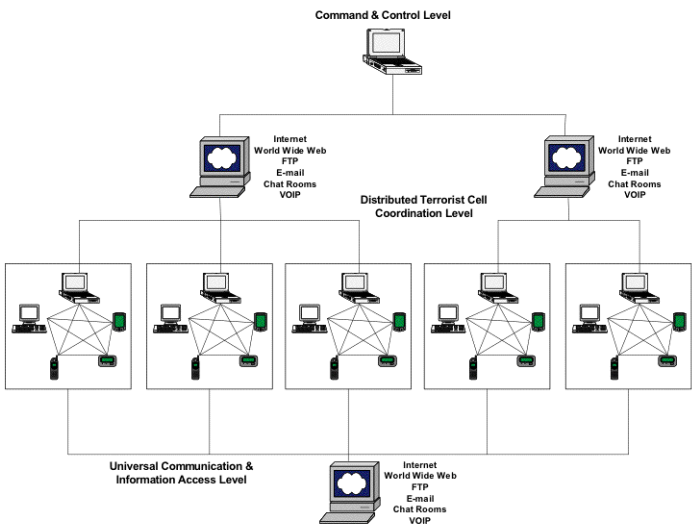 Command & Control Level
Internet
World Wide Web
FTP
E-mail
Chat Rooms
VOIP
Internet
World Wide Web
FTP
E-mail
Chat Rooms
VOIP
Distributed Terrorist Cell
Coordination Level
Universal Communication &
Information Access Level
Internet
World Wide Web
FTP
E-mail
Chat Rooms
VOIP